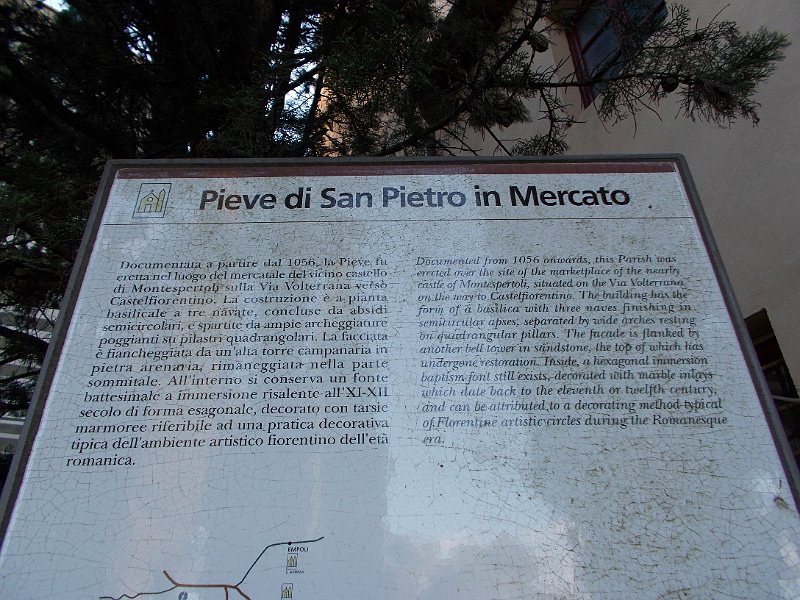 Pieve di San Pietro in Mercato
Documentata a partire dal 1056, la Pieve fu
eretta nel luogo del mercatale del vicino castello
di Montespertoli sulla Via Volterrana verso
Castelfiorentino. La costruzione è a pianta
basilicale a tre navate, concluse da absidi
semicircolari, e spartite da ampie archeggiature
poggianti su pilastri quadrangolari. La facciata
è fiancheggiata da un'alta torre campanaria in
pietra arenaria, rimaneggiata nella parte
sommitale. All'interno si conserva un fonte
battesimale a immersione risalente all'XI-XII
secolo di forma esagonale, decorato con tarsie
marmoree riferibile ad una pratica decorativa
tipica dell'ambiente artistico fiorentino dell'età
romanica.
Documented from 1056 onwards, this Parish was
erected over the site of the marketplace of the nearby
castle of Montespertoli, situated on the Via Volterrana
on the way to Castelfiorentino. The building has the
form of a basilica with three naves finishing in
semicircular apses, separated by wide arches resting
on quadrangular pillars. The facade is flanked by
another bell tower in sandstone, the top of which has
undergone restoration. Inside, a hexagonal immersion
baptism font still exists, decorated with marble inlays
which date back to the eleventh or twelfth century,
and can be attributed to a decorating method typical
of Florentine artistic circles during the Romanesque
era.
EMPOLI